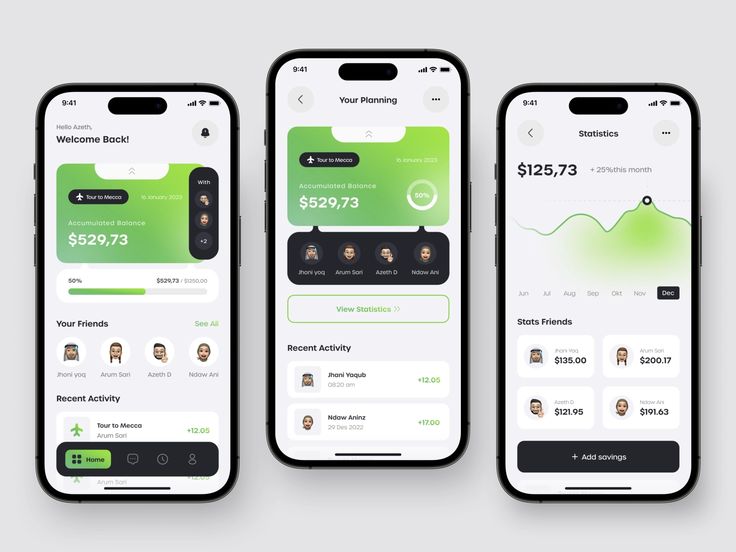 9:41
Hello Azeth,
Welcome Back!
Tour to Mecca
16 January 2023
With
Accumulated Balance
$529,73
+2
50%
$529,73 / $1250.00
Your Friends
See All
Jhoni yoq
Arum Sari
Azeth D
Ndaw Ani
Recent Activity
Tour to Mecca
Arum Sari
+12.05
Home
Arum Sari
+12.05
9:41
Your Planning
Tour to Mecca
16 January 2023
Accumulated Balance
$529,73
50%
Jhoni yoq
Arum Sari
Azeth D
Ndaw Ani
View Statistics
Recent Activity
Jhani Yaqub
08:20 am
+12.05
Ndaw Aninz
29 Des 2022
+17.00
9:41
Statistics
$125,73
+ 25%this month
Jun Jul Aug Sep Okt Nov Dec
Stats Friends
Jhani Yaq
$135.00
Arum Sari
$200.17
Azeth D
$121.95
Ndaw Ani
$191.63
+ Add savings